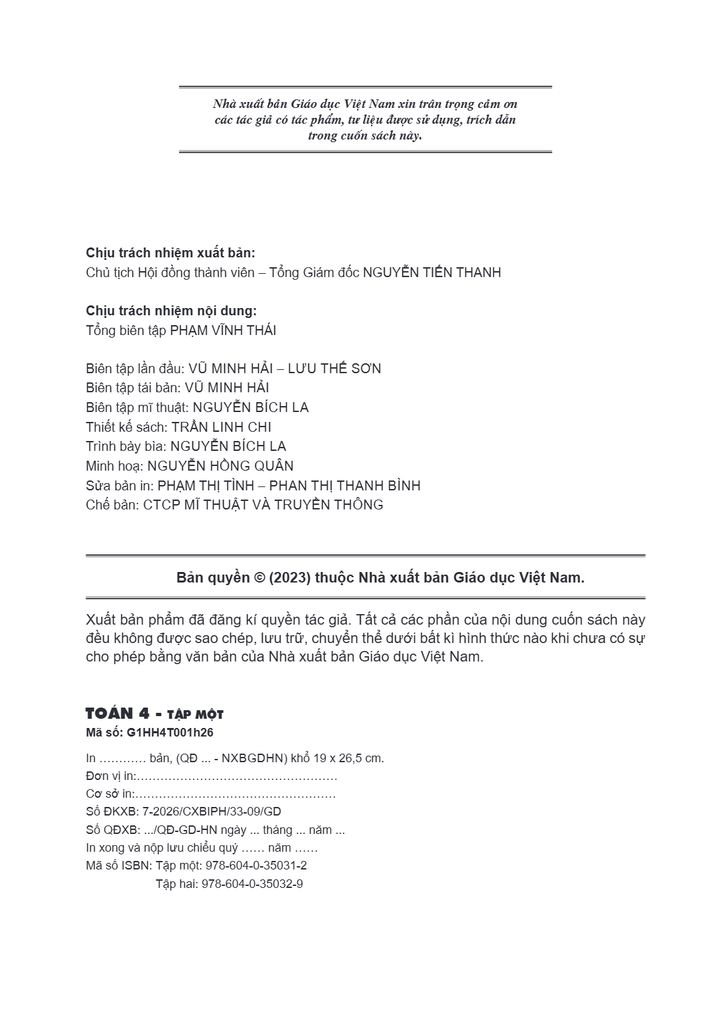 Nhà xuất bản Giáo dục Việt Nam xin trân trọng cảm ơn
các tác giả có tác phẩm, tư liệu được sử dụng, trích dẫn
trong cuốn sách này.
Chịu trách nhiệm xuất bản:
Chủ tịch Hội đồng thành viên – Tổng Giám đốc NGUYỄN TIẾN THANH
Chịu trách nhiệm nội dung:
Tổng biên tập PHẠM VĨNH THÁI
Biên tập lần đầu: VŨ MINH HẢI – LƯU THẾ SƠN
Biên tập tái bản: VŨ MINH HẢI
Biên tập mĩ thuật: NGUYỄN BÍCH LA
Thiết kế sách: TRẦN LINH CHI
Trình bày bìa: NGUYỄN BÍCH LA
Minh hoạ: NGUYỄN HỒNG QUÂN
Sửa bản in: PHẠM THỊ TÌNH – PHAN THỊ THANH BÌNH
Chế bản: CTCP MĨ THUẬT VÀ TRUYỀN THÔNG
Bản quyền © (2023) thuộc Nhà xuất bản Giáo dục Việt Nam.
Xuất bản phẩm đã đăng kí quyền tác giả. Tất cả các phần của nội dung cuốn sách này
đều không được sao chép, lưu trữ, chuyển thể dưới bất kì hình thức nào khi chưa có sự
cho phép bằng văn bản của Nhà xuất bản Giáo dục Việt Nam.
TOÁN 4 - TẬP MỘT
Mã số: G1HH4T001h26
In ………… bản, (QĐ ... - NXBGDHN) khổ 19 x 26,5 cm.
Đơn vị in:……………………………………………
Cơ sở in:……………………………………………
Số ĐKXB: 7-2026/CXBIPH/33-09/GD
Số QĐXB: .../QĐ-GD-HN ngày ... tháng ... năm ...
In xong và nộp lưu chiểu quý …… năm ……
Mã số ISBN: Tập một: 978-604-0-35031-2
Tập hai: 978-604-0-35032-9